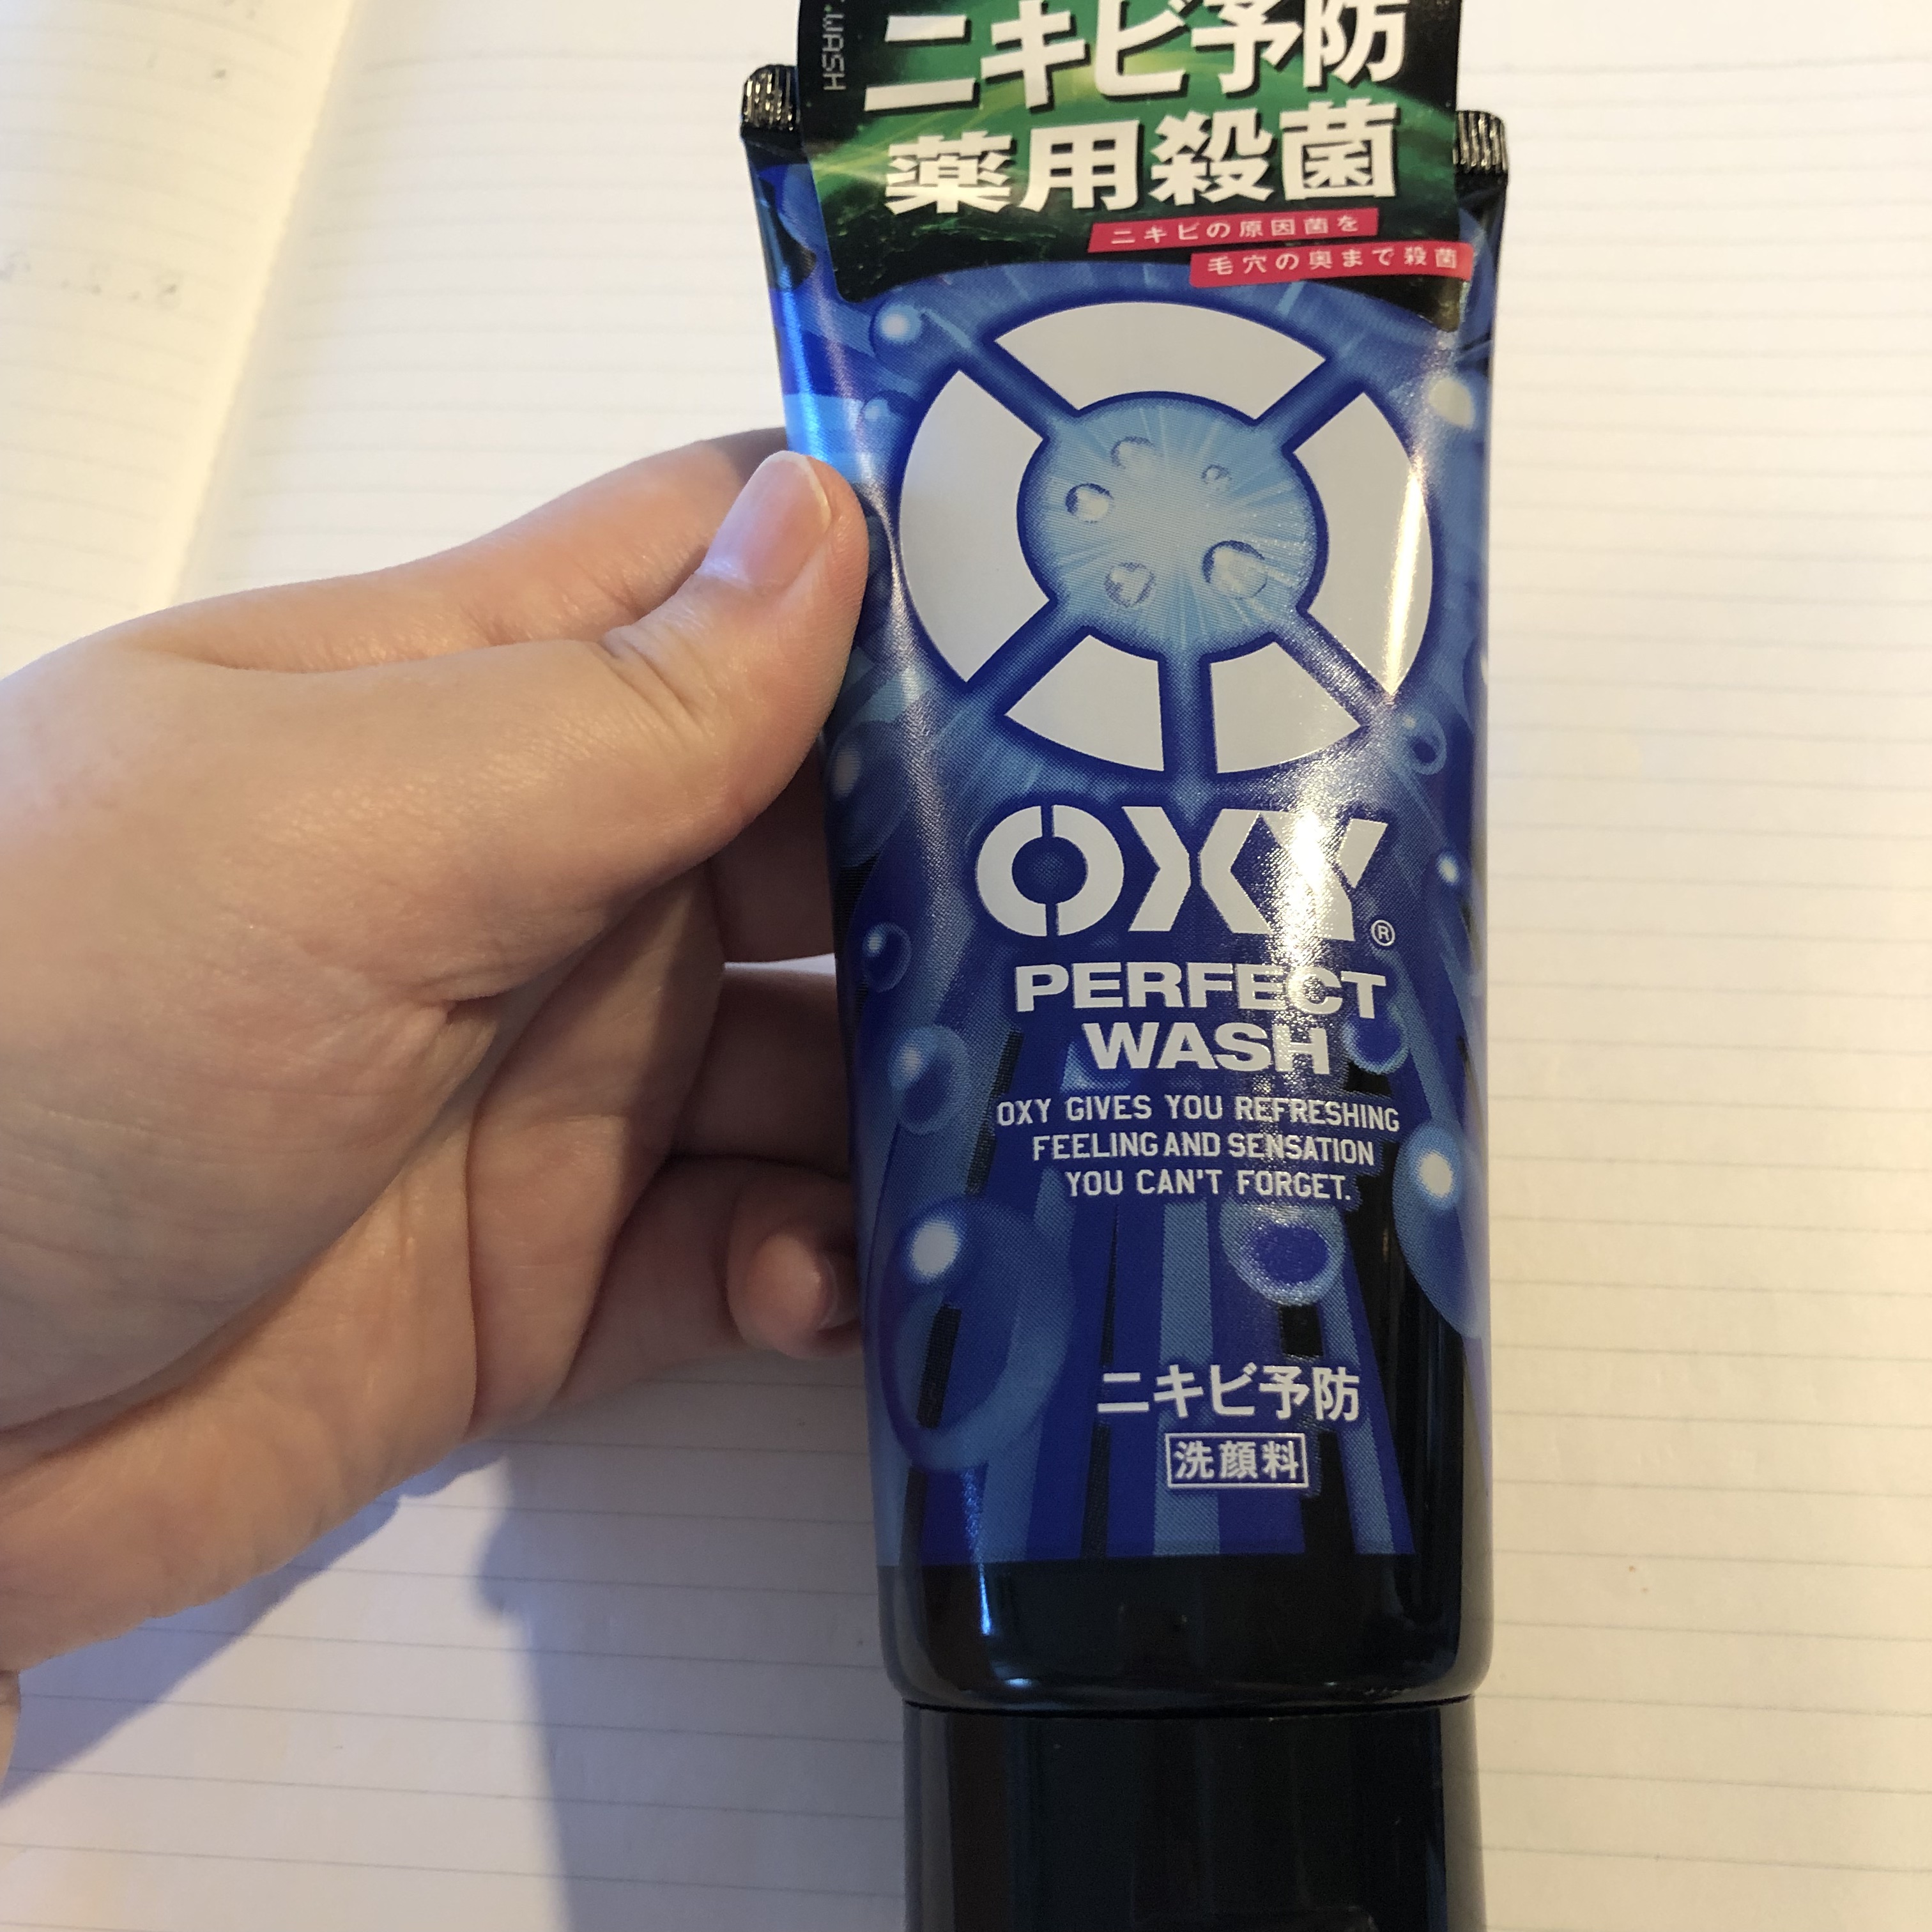 ニキビ予防
薬用殺菌
ニキビの原因菌を
毛穴の奥まで殺菌
OXY®
PERFECT
WASH
OXY GIVES YOU REFRESHING
FEELING AND SENSATION
YOU CAN'T FORGET.
ニキビ予防
洗顔料
WASH